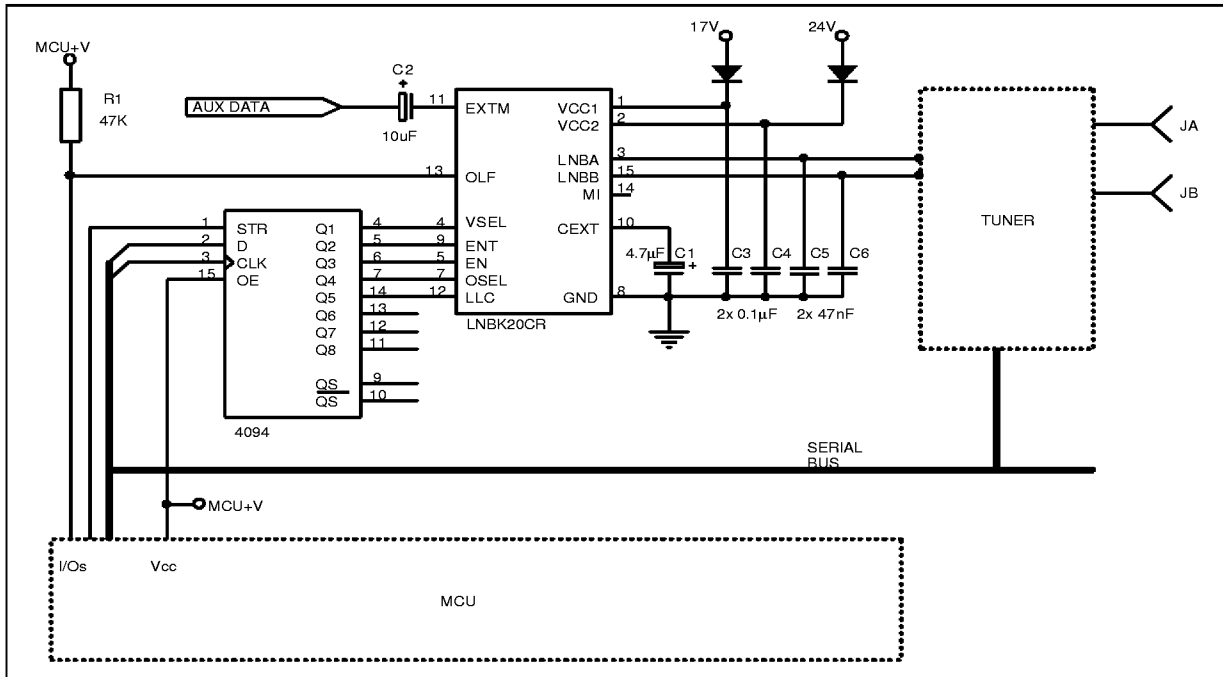 17V
24V
MCU+V
C2
+
R1
47K
AUX DATA
10uF
11
EXTM
VCC1
1
VCC2
2
LNBA
3
LNBB
15
MI
14
13
OLF
JA
JB
TUNER
1
STR
Q1
4
4
VSEL
CEXT
10
2
D
Q2
5
9
ENT
3
CLK
Q3
6
5
EN
4.7µF
C1
+
C3
C4
C5
C6
15
OE
Q4
7
7
OSEL
Q5
14
12
LLC
GND
8
Q6
13
LNBK20CR
2x 0.1µF
2x 47nF
Q7
12
Q8
11
QS
9
QS
10
4094
SERIAL
BUS
MCU+V
I/Os
Vcc
MCU